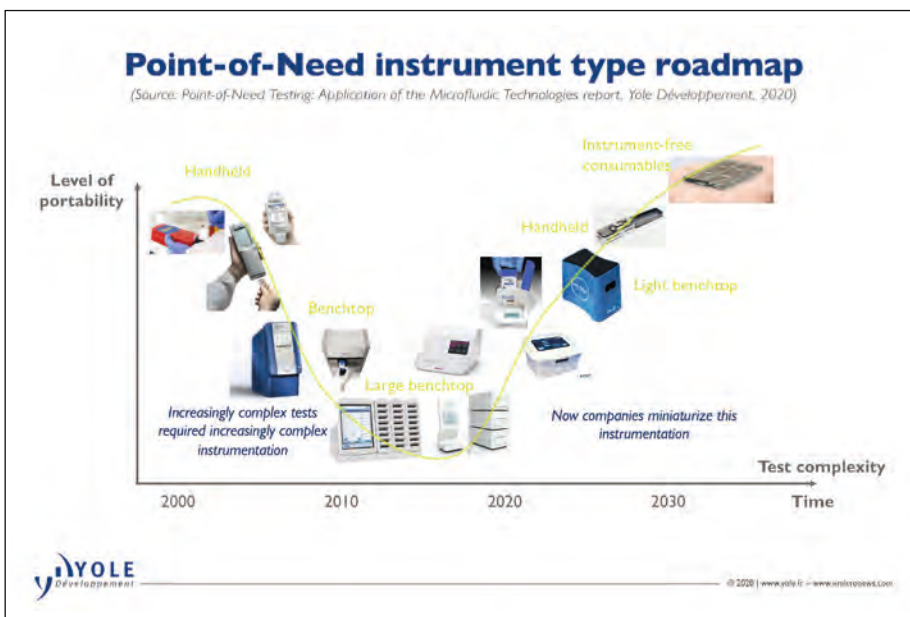 Point-of-Need instrument type roadmap
(Source: Point-of-Need Testing: Application of the Microfluidic Technologies report, Yole Développement, 2020)
Instrument-free
consumables
Handheld
Level of
portability
Handheld
Light benchtop
Benchtop
Large benchtop
Increasingly complex tests
required increasingly complex
instrumentation
Now companies miniaturize this
instrumentation
Test complexity
2000 2010 2020 2030 Time
YOLE
Développement
© 2020 | www.yole.fr